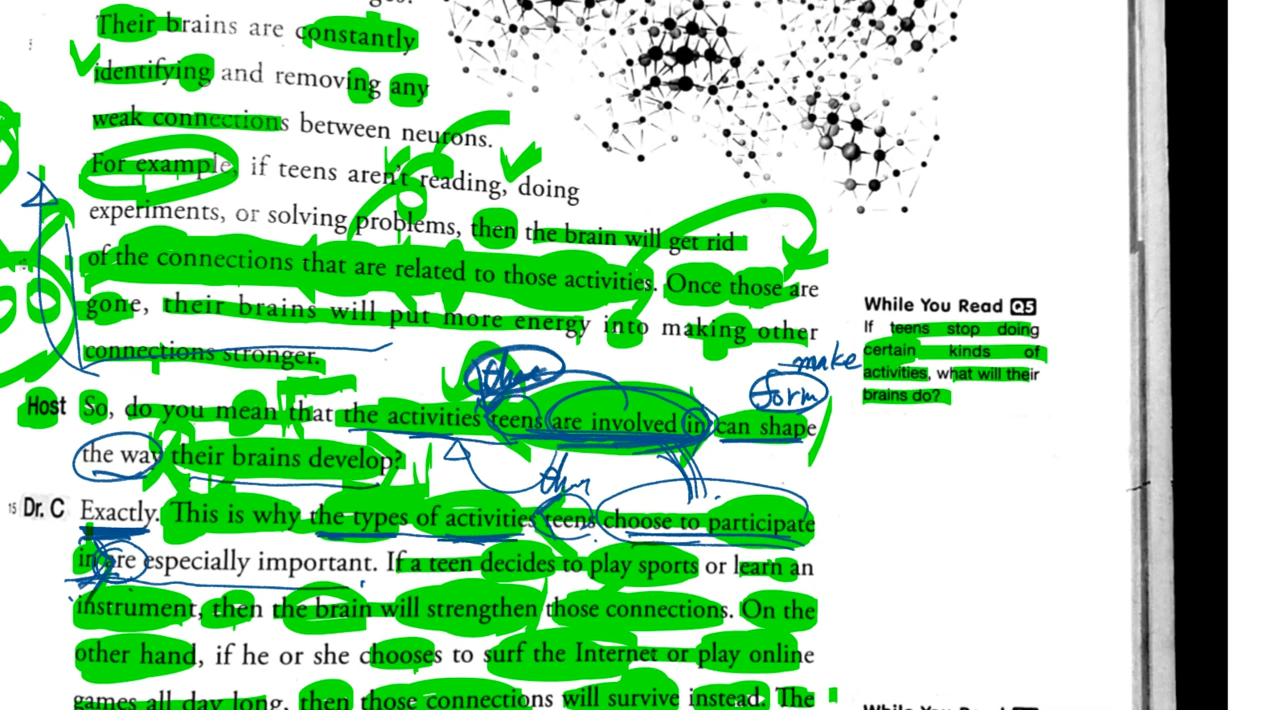 Their brains are constantly
identifying and removing any
weak connections between neutrons.
For example, if teens aren't reading, doing
experiments, or solving problems, then the brain will get rid
of the connections that are related to those activities. Once those are
gone, their brains will put more energy into making other
connections stronger.
While You Read Q5
If teens stop doing
certain kinds of
activities, what will their
brains do?
make
form
Host So, do you mean that the activities teens are involved in can shape
the way their brains develop?
15 Dr. C Exactly. This is why the types of activities teens choose to participate
in are especially important. If a teen decides to play sports or learn an
instrument, then the brain will strengthen those connections. On the
other hand, if he or she chooses to surf the Internet or play online
games all day long, then those connections will survive instead. The
While You Read